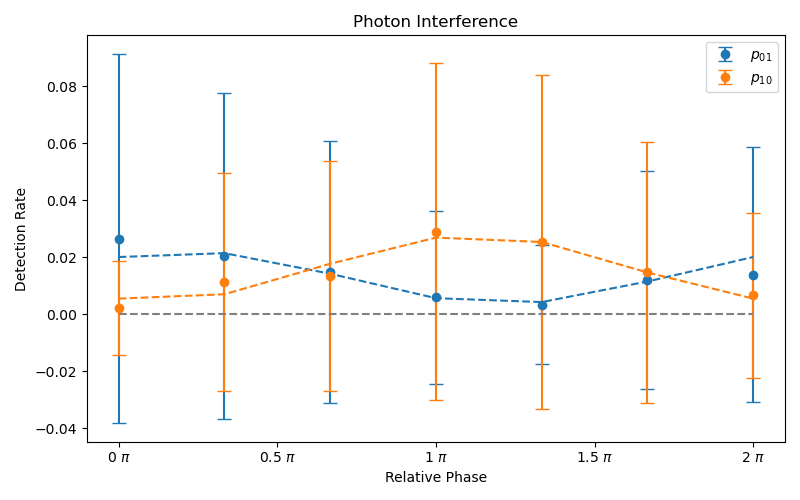 Photon Interference
p01
p10
Detection Rate
0.08
0.06
0.04
0.02
0.00
−0.02
−0.04
0 π
0.5 π
1 π
1.5 π
2 π
Relative Phase